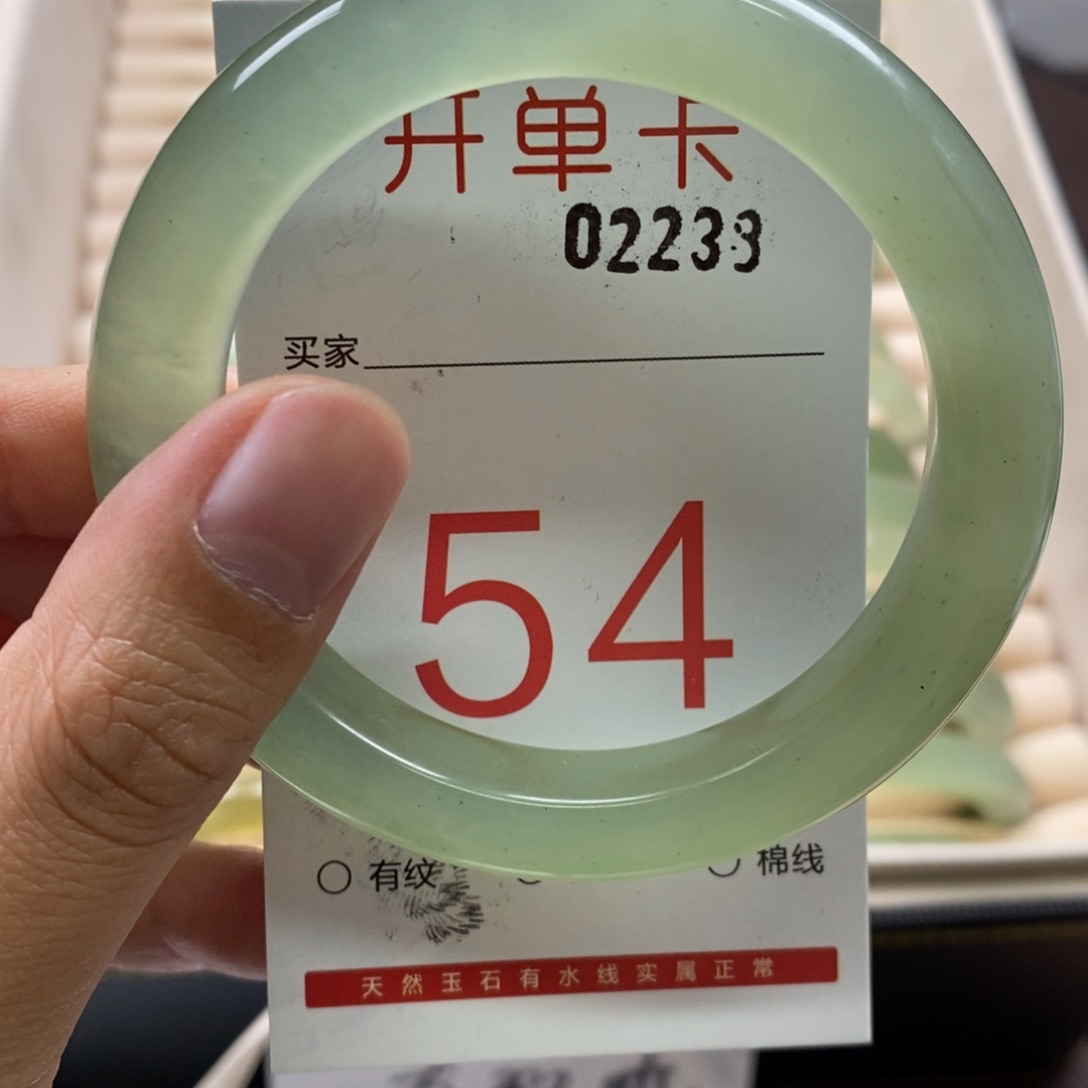 开单卡
0223
买家
54
有纹 棉线
天然玉石有水线实属正常